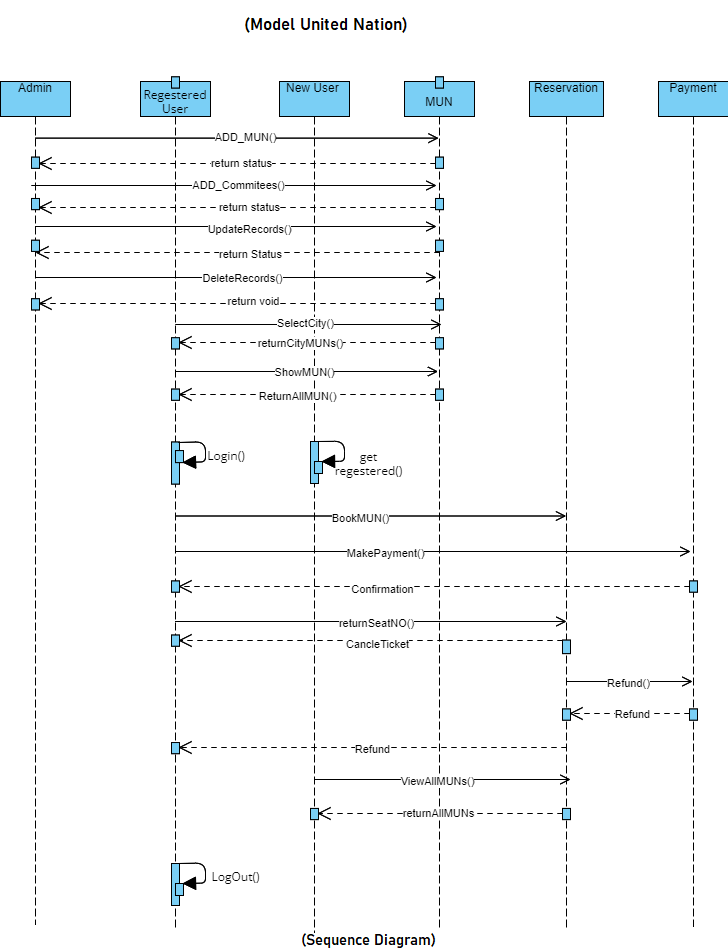 (Model United Nation)
Admin
Regestered
User
New User
MUN
Reservation
Payment
ADD_MUN()
return status
ADD_Commitees()
return status
UpdateRecords()
return Status
DeleteRecords()
return void
SelectCity()
returnCityMUNs()
ShowMUN()
ReturnAllMUN()
Login()
get
regestered()
BookMUN()
MakePayment()
Confirmation
returnSeatNO()
CancleTicket
Refund()
Refund
Refund
ViewAllMUNs()
returnAllMUNs
LogOut()
(Sequence Diagram)